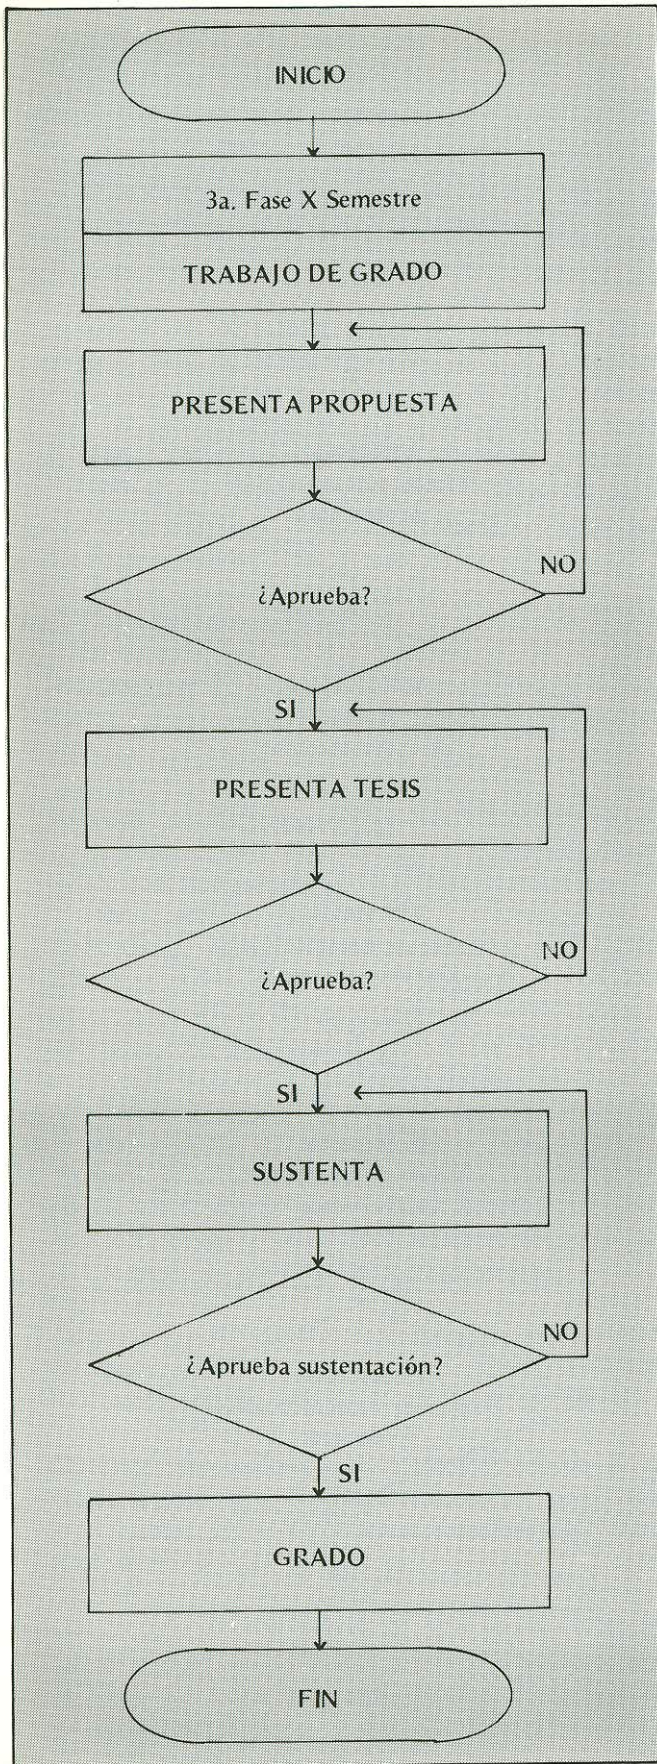 INICIO
3a. Fase X Semestre
TRABAJO DE GRADO
PRESENTA PROPUESTA
¿Aprueba?
NO
SI
PRESENTA TESIS
¿Aprueba?
NO
SI
SUSTENTA
¿Aprueba sustentación?
NO
SI
GRADO
FIN